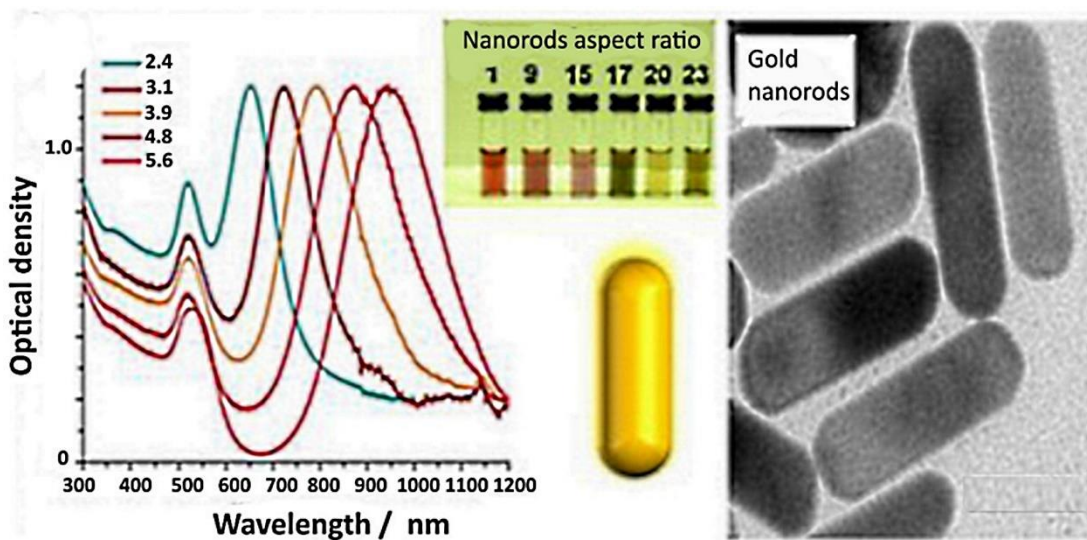 2.4
3.1
3.9
4.8
5.6
1.0
0
Optical density
300 400 500 600 700 800 900 1000 1100 1200
Wavelength / nm
Nanorods aspect ratio
1 9 15 17 20 23
Gold
nanorods